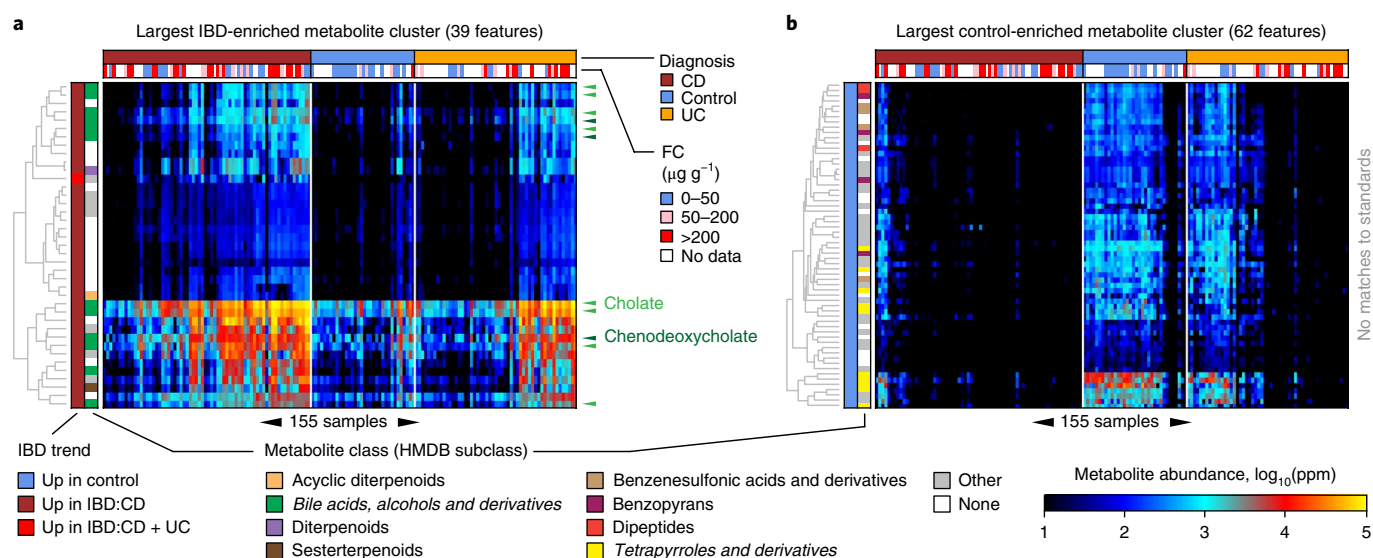 a
Largest IBD-enriched metabolite cluster (39 features)
Diagnosis
CD
Control
UC
FC
(μg g⁻¹)
0–50
50–200
>200
No data
Cholate
Chenodeoxycholate
155 samples
b
Largest control-enriched metabolite cluster (62 features)
No matches to standards
155 samples
IBD trend
Up in control
Up in IBD:CD
Up in IBD:CD + UC
Metabolite class (HMDB subclass)
Acyclic diterpenoids
Bile acids, alcohols and derivatives
Diterpenoids
Sesterterpenoids
Benzenesulfonic acids and derivatives
Benzopyrans
Dipeptides
Tetrapyrroles and derivatives
Other
None
Metabolite abundance, log₁₀(ppm)
1 2 3 4 5